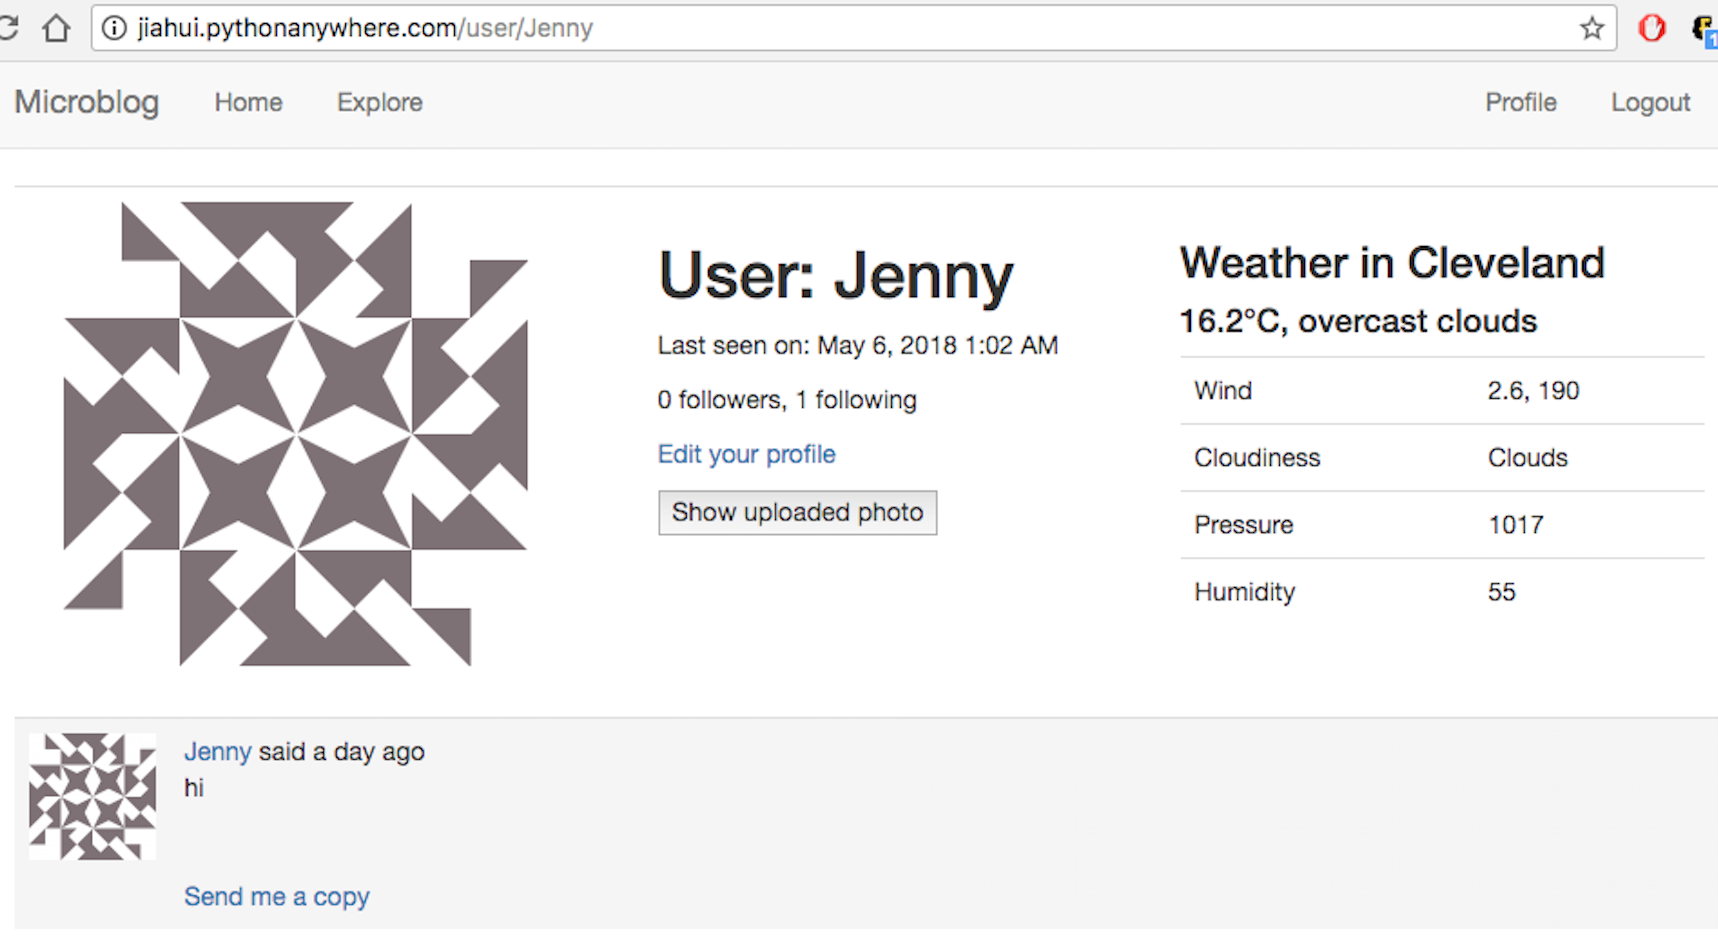 jiahui.pythonanywhere.com/user/Jenny
Microblog Home Explore Profile Logout
User: Jenny
Last seen on: May 6, 2018 1:02 AM
0 followers, 1 following
Edit your profile
Show uploaded photo
Weather in Cleveland
16.2°C, overcast clouds
Wind 2.6, 190
Cloudiness Clouds
Pressure 1017
Humidity 55
Jenny said a day ago
hi
Send me a copy